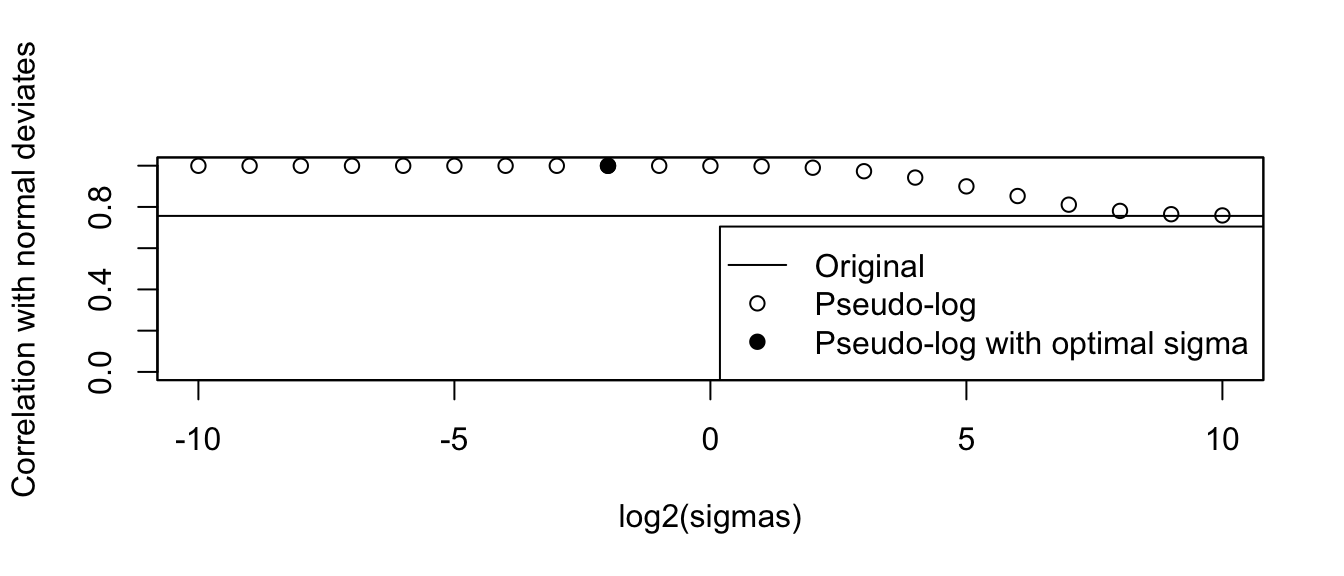 Correlation with normal deviates
0.8
0.4
0.0
Original
Pseudo-log
Pseudo-log with optimal sigma
-10 -5 0 5 10
log2(sigmas)